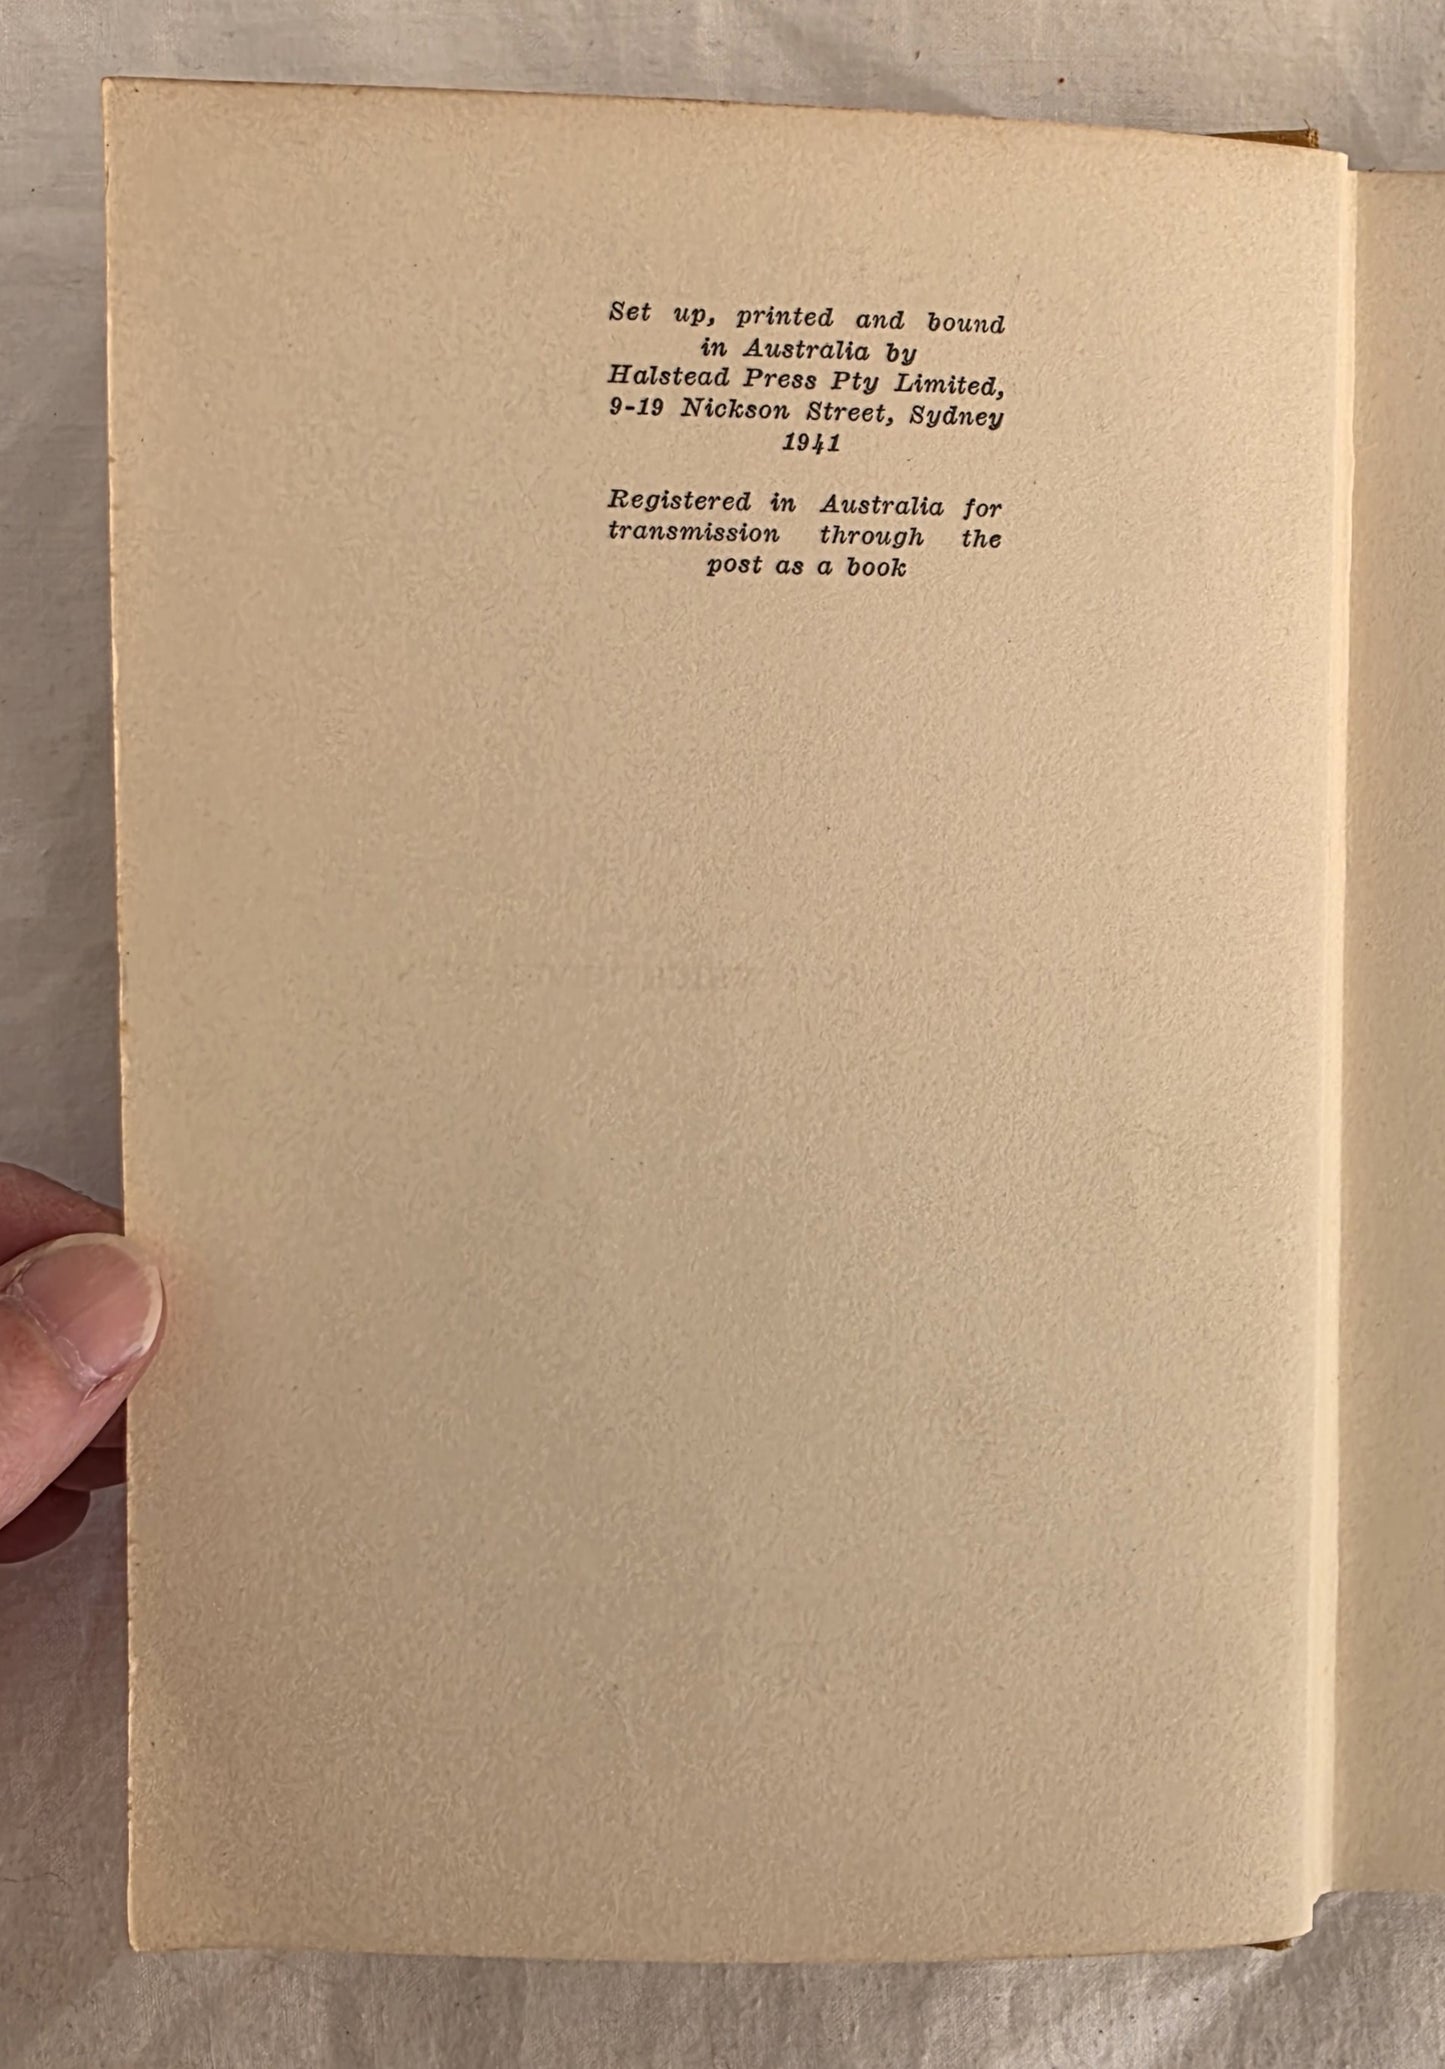 Set up, printed and bound
in Australia by
Halstead Press Pty Limited,
9-19 Nickson Street, Sydney
1941
Registered in Australia for
transmission through the
post as a book